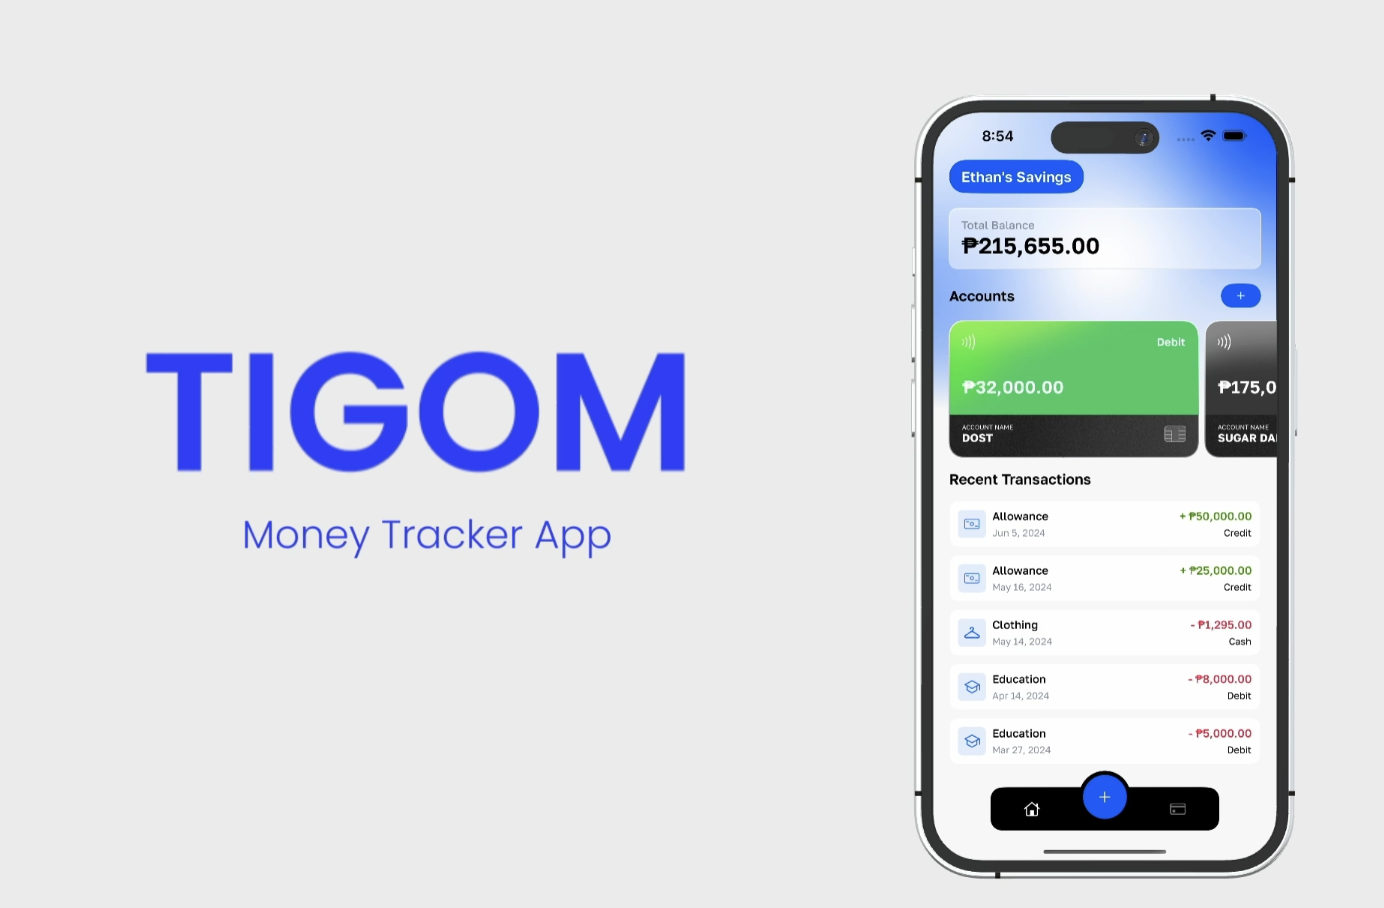 TIGOM
Money Tracker App
8:54
Ethan's Savings
Total Balance
₱215,655.00
Accounts
+
Debit
₱32,000.00
ACCOUNT NAME
DOST
₱175,0
ACCOUNT NAME
SUGAR DA
Recent Transactions
Allowance + ₱50,000.00
Jun 5, 2024 Credit
Allowance + ₱25,000.00
May 16, 2024 Credit
Clothing - ₱1,295.00
May 14, 2024 Cash
Education - ₱8,000.00
Apr 14, 2024 Debit
Education - ₱5,000.00
Mar 27, 2024 Debit
+